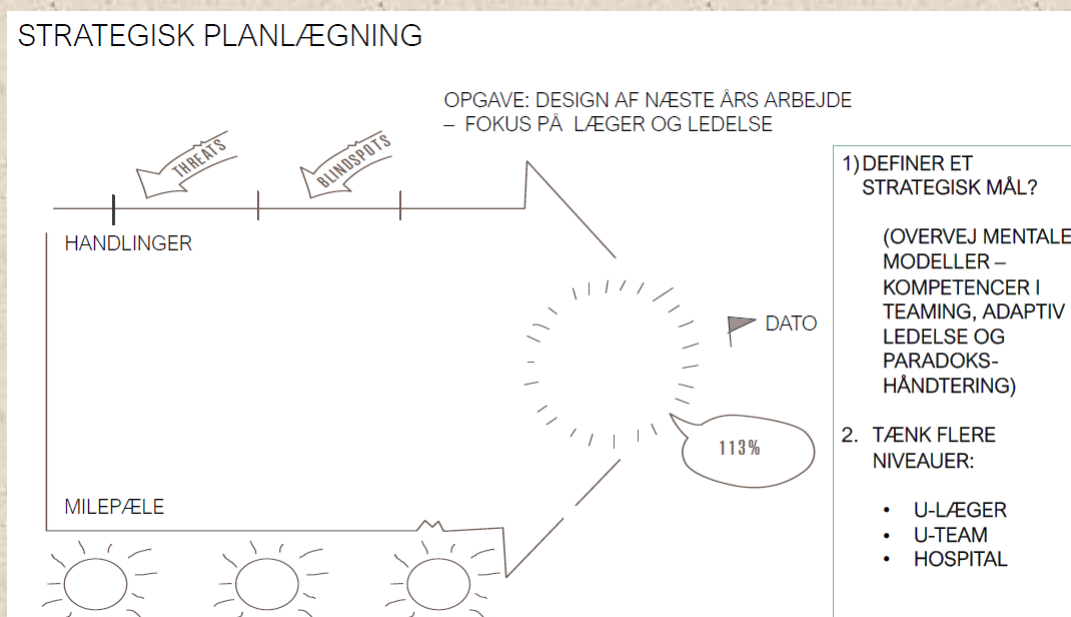 STRATEGISK PLANLÆGNING
OPGAVE: DESIGN AF NÆSTE ÅRS ARBEJDE
– FOKUS PÅ LÆGER OG LEDELSE
THREATS
BLINDSPOTS
HANDLINGER
DATO
113%
MILEPÆLE
1) DEFINER ET
STRATEGISK MÅL?
(OVERVEJ MENTALE
MODELLER –
KOMPETENCER I
TEAMING, ADAPTIV
LEDELSE OG
PARADOKS-
HÅNDTERING)
2. TÆNK FLERE
NIVEAUER:
• U-LÆGER
• U-TEAM
• HOSPITAL